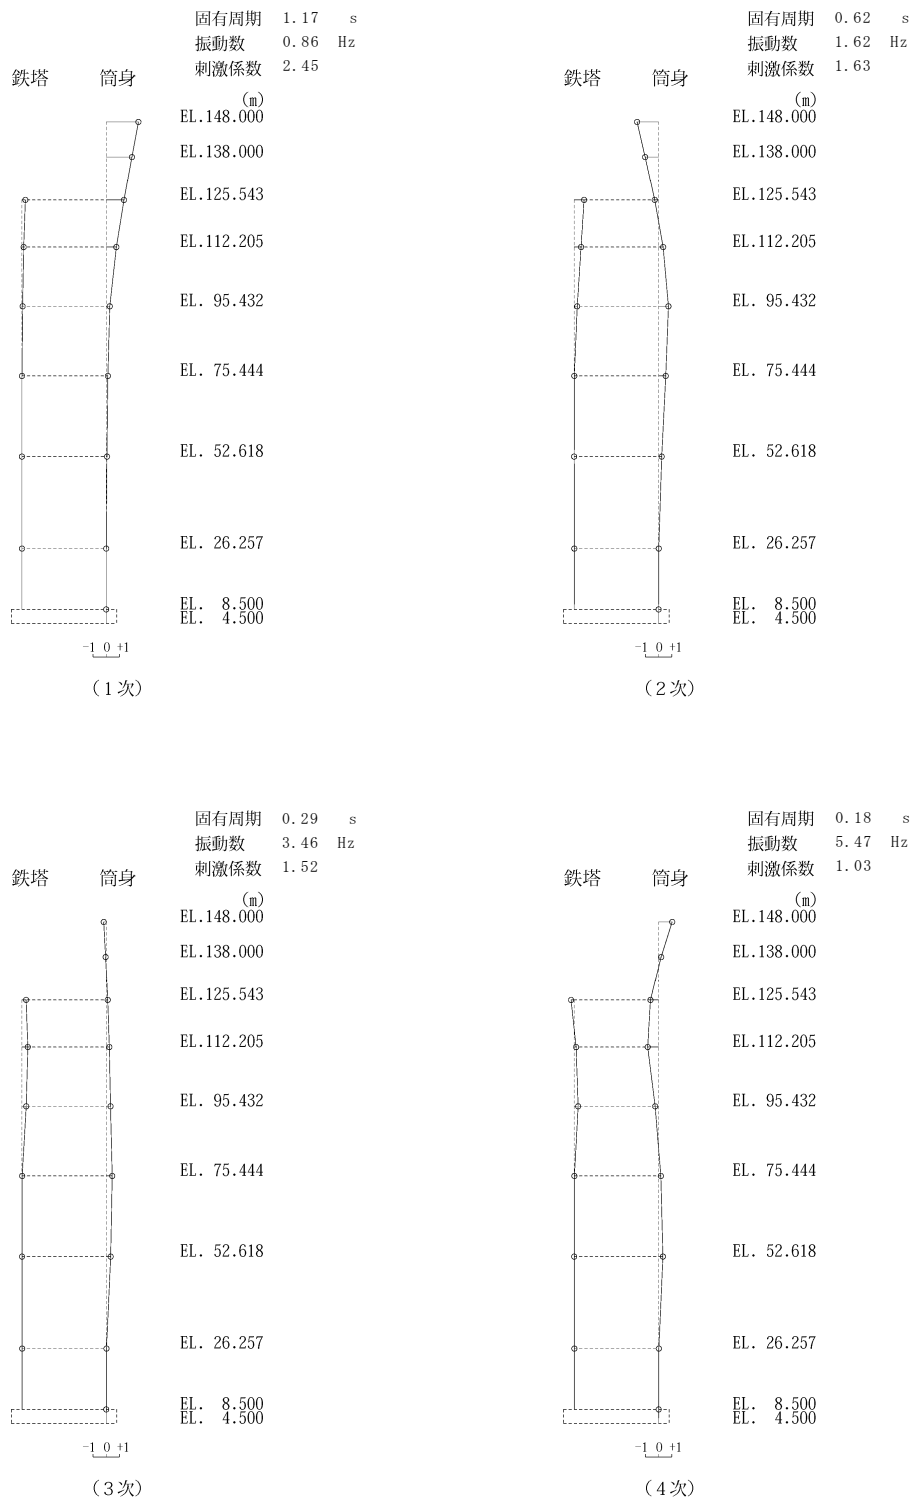 固有周期 1.17 s
振動数 0.86 Hz
刺激係数 2.45
鉄塔 筒身
(m)
EL.148.000
EL.138.000
EL.125.543
EL.112.205
EL. 95.432
EL. 75.444
EL. 52.618
EL. 26.257
EL. 8.500
EL. 4.500
-1 0 +1
(1次)
固有周期 0.62 s
振動数 1.62 Hz
刺激係数 1.63
鉄塔 筒身
(m)
EL.148.000
EL.138.000
EL.125.543
EL.112.205
EL. 95.432
EL. 75.444
EL. 52.618
EL. 26.257
EL. 8.500
EL. 4.500
-1 0 +1
(2次)
固有周期 0.29 s
振動数 3.46 Hz
刺激係数 1.52
鉄塔 筒身
(m)
EL.148.000
EL.138.000
EL.125.543
EL.112.205
EL. 95.432
EL. 75.444
EL. 52.618
EL. 26.257
EL. 8.500
EL. 4.500
-1 0 +1
(3次)
固有周期 0.18 s
振動数 5.47 Hz
刺激係数 1.03
鉄塔 筒身
(m)
EL.148.000
EL.138.000
EL.125.543
EL.112.205
EL. 95.432
EL. 75.444
EL. 52.618
EL. 26.257
EL. 8.500
EL. 4.500
-1 0 +1
(4次)